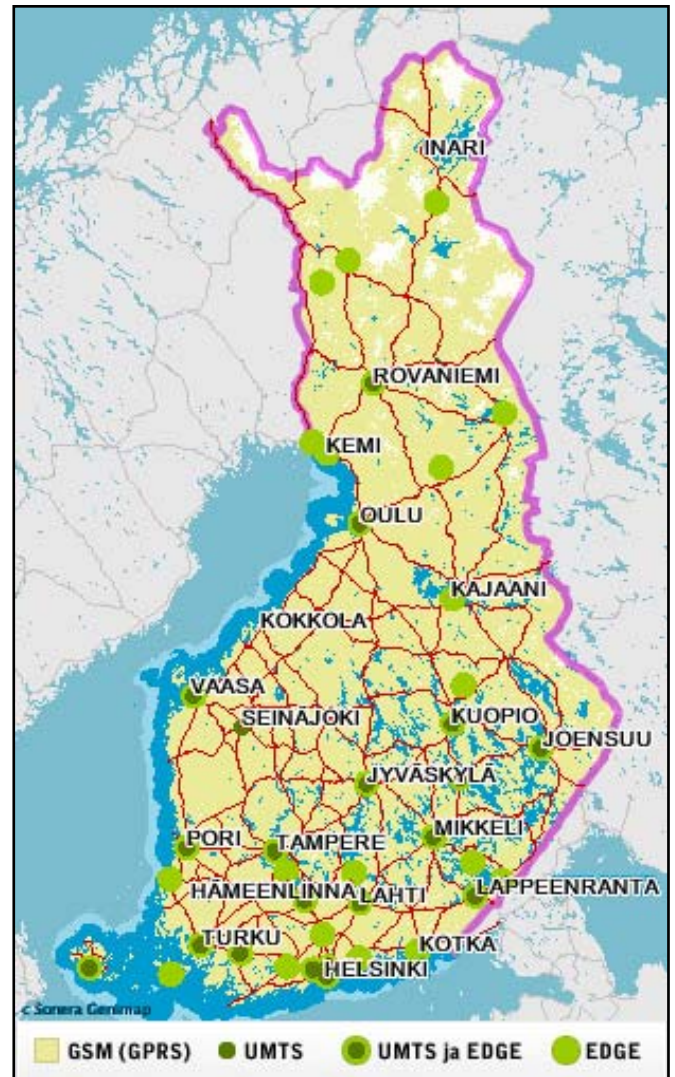 INARI
ROVANIEMI
KEMI
OULU
KAJAANI
KOKKOLA
VAASA
SEINÄJOKI
KUOPIO
JOENSUU
JYVÄSKYLÄ
MIKKELI
PORI
TAMPERE
HÄMEENLINNA
LAHTI
LAPPEENRANTA
TURKU
KOTKA
HELSINKI
c Sonera Genimap
GSM (GPRS) UMTS UMTS ja EDGE EDGE